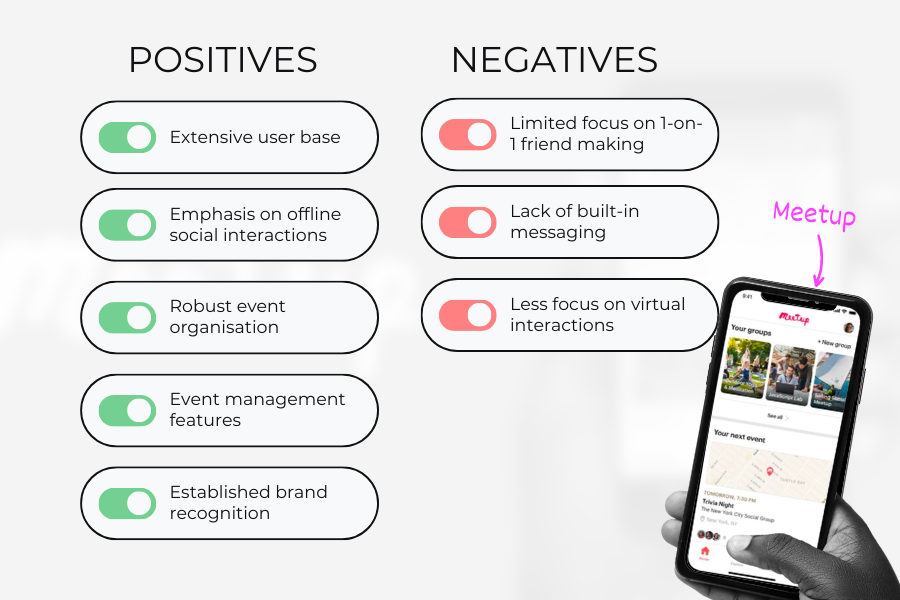 POSITIVES
Extensive user base
Emphasis on offline
social interactions
Robust event
organisation
Event management
features
Established brand
recognition
NEGATIVES
Limited focus on 1-on-
1 friend making
Lack of built-in
messaging
Less focus on virtual
interactions
Meetup
9:41
Meetup
Your groups
+ New group
JavaScript Lab
Meetup
See all
Your next event
TOMORROW, 7:30 PM
Trivia Night
The New York City Social Group
New York, NY